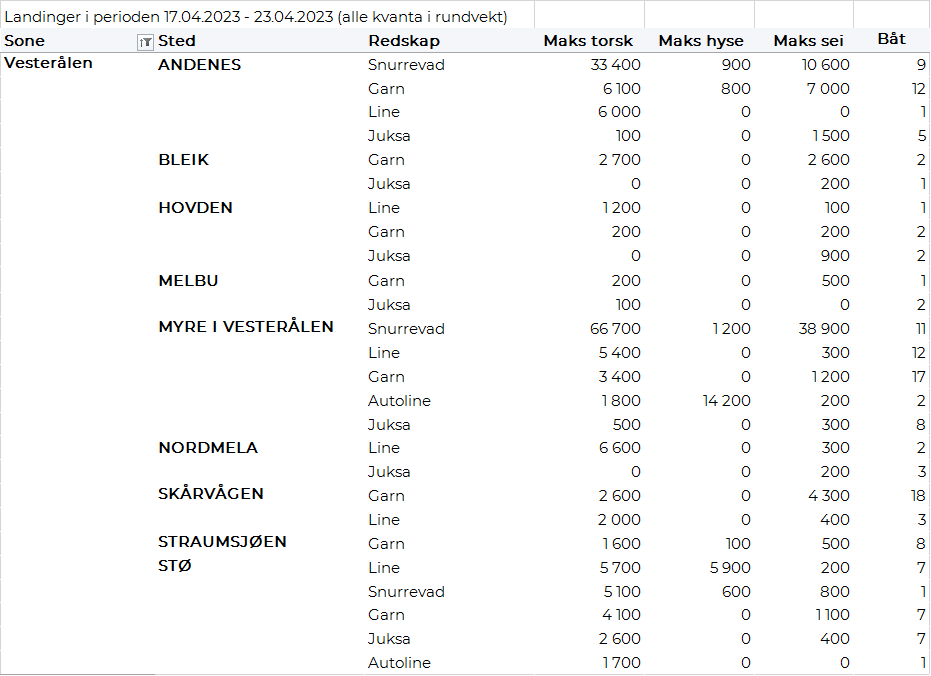 Landinger i perioden 17.04.2023 - 23.04.2023 (alle kvanta i rundvekt)
Sone Sted Redskap Maks torsk Maks hyse Maks sei Båt
Vesterålen ANDENES Snurrevad 33 400 900 10 600 9
Garn 6 100 800 7 000 12
Line 6 000 0 0 1
Juksa 100 0 1 500 5
BLEIK Garn 2 700 0 2 600 2
Juksa 0 0 200 1
HOVDEN Line 1 200 0 100 1
Garn 200 0 200 2
Juksa 0 0 900 2
MELBU Garn 200 0 500 1
Juksa 100 0 0 2
MYRE I VESTERÅLEN Snurrevad 66 700 1 200 38 900 11
Line 5 400 0 300 12
Garn 3 400 0 1 200 17
Autoline 1 800 14 200 200 2
Juksa 500 0 300 8
NORDMELA Line 6 600 0 300 2
Juksa 0 0 200 3
SKÅRVÅGEN Garn 2 600 0 4 300 18
Line 2 000 0 400 3
STRAUMSJØEN Garn 1 600 100 500 8
STØ Line 5 700 5 900 200 7
Snurrevad 5 100 600 800 1
Garn 4 100 0 1 100 7
Juksa 2 600 0 400 7
Autoline 1 700 0 0 1